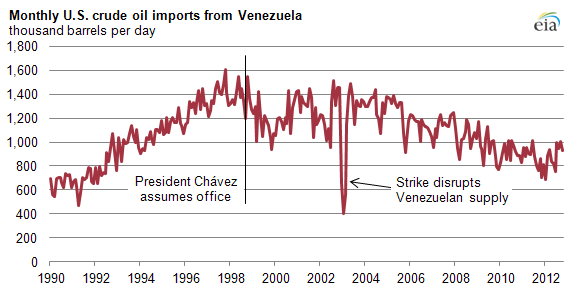 Monthly U.S. crude oil imports from Venezuela
thousand barrels per day
eia
1,800
1,600
1,400
1,200
1,000
800
600
400
200
0
President Chávez
assumes office
Strike disrupts
Venezuelan supply
1990 1992 1994 1996 1998 2000 2002 2004 2006 2008 2010 2012